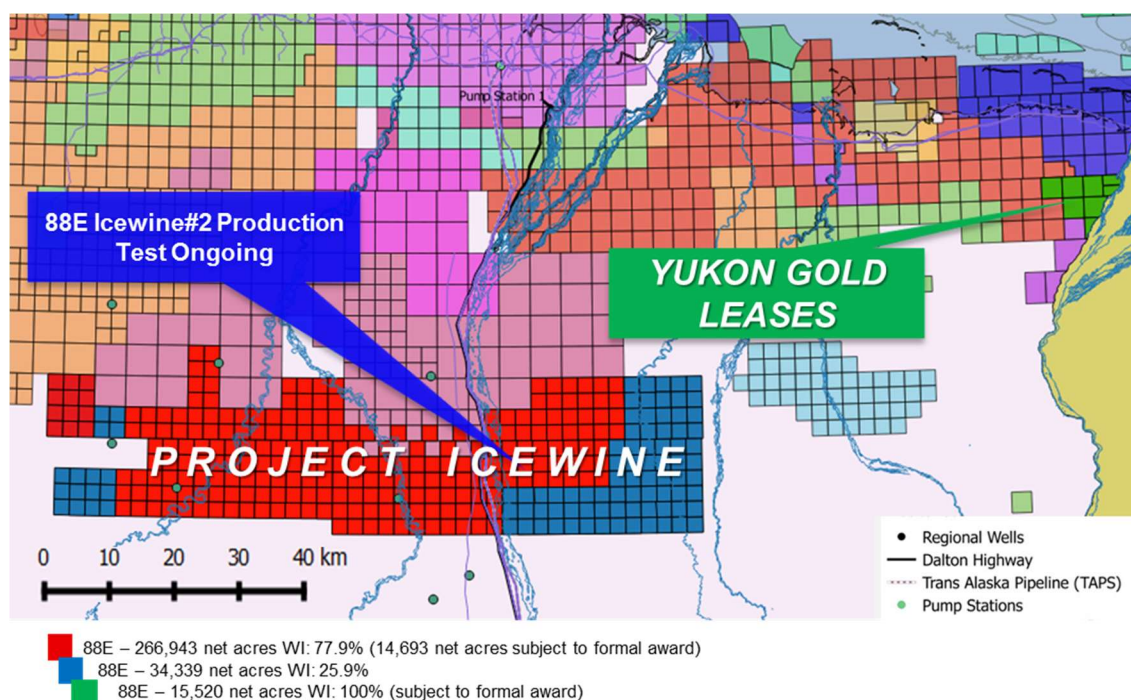 Pump Station 1
88E Icewine#2 Production
Test Ongoing
YUKON GOLD
LEASES
PROJECT ICEWINE
0 10 20 30 40 km
Regional Wells
Dalton Highway
Trans Alaska Pipeline (TAPS)
Pump Stations
88E – 266,943 net acres WI: 77.9% (14,693 net acres subject to formal award)
88E – 34,339 net acres WI: 25.9%
88E – 15,520 net acres WI: 100% (subject to formal award)